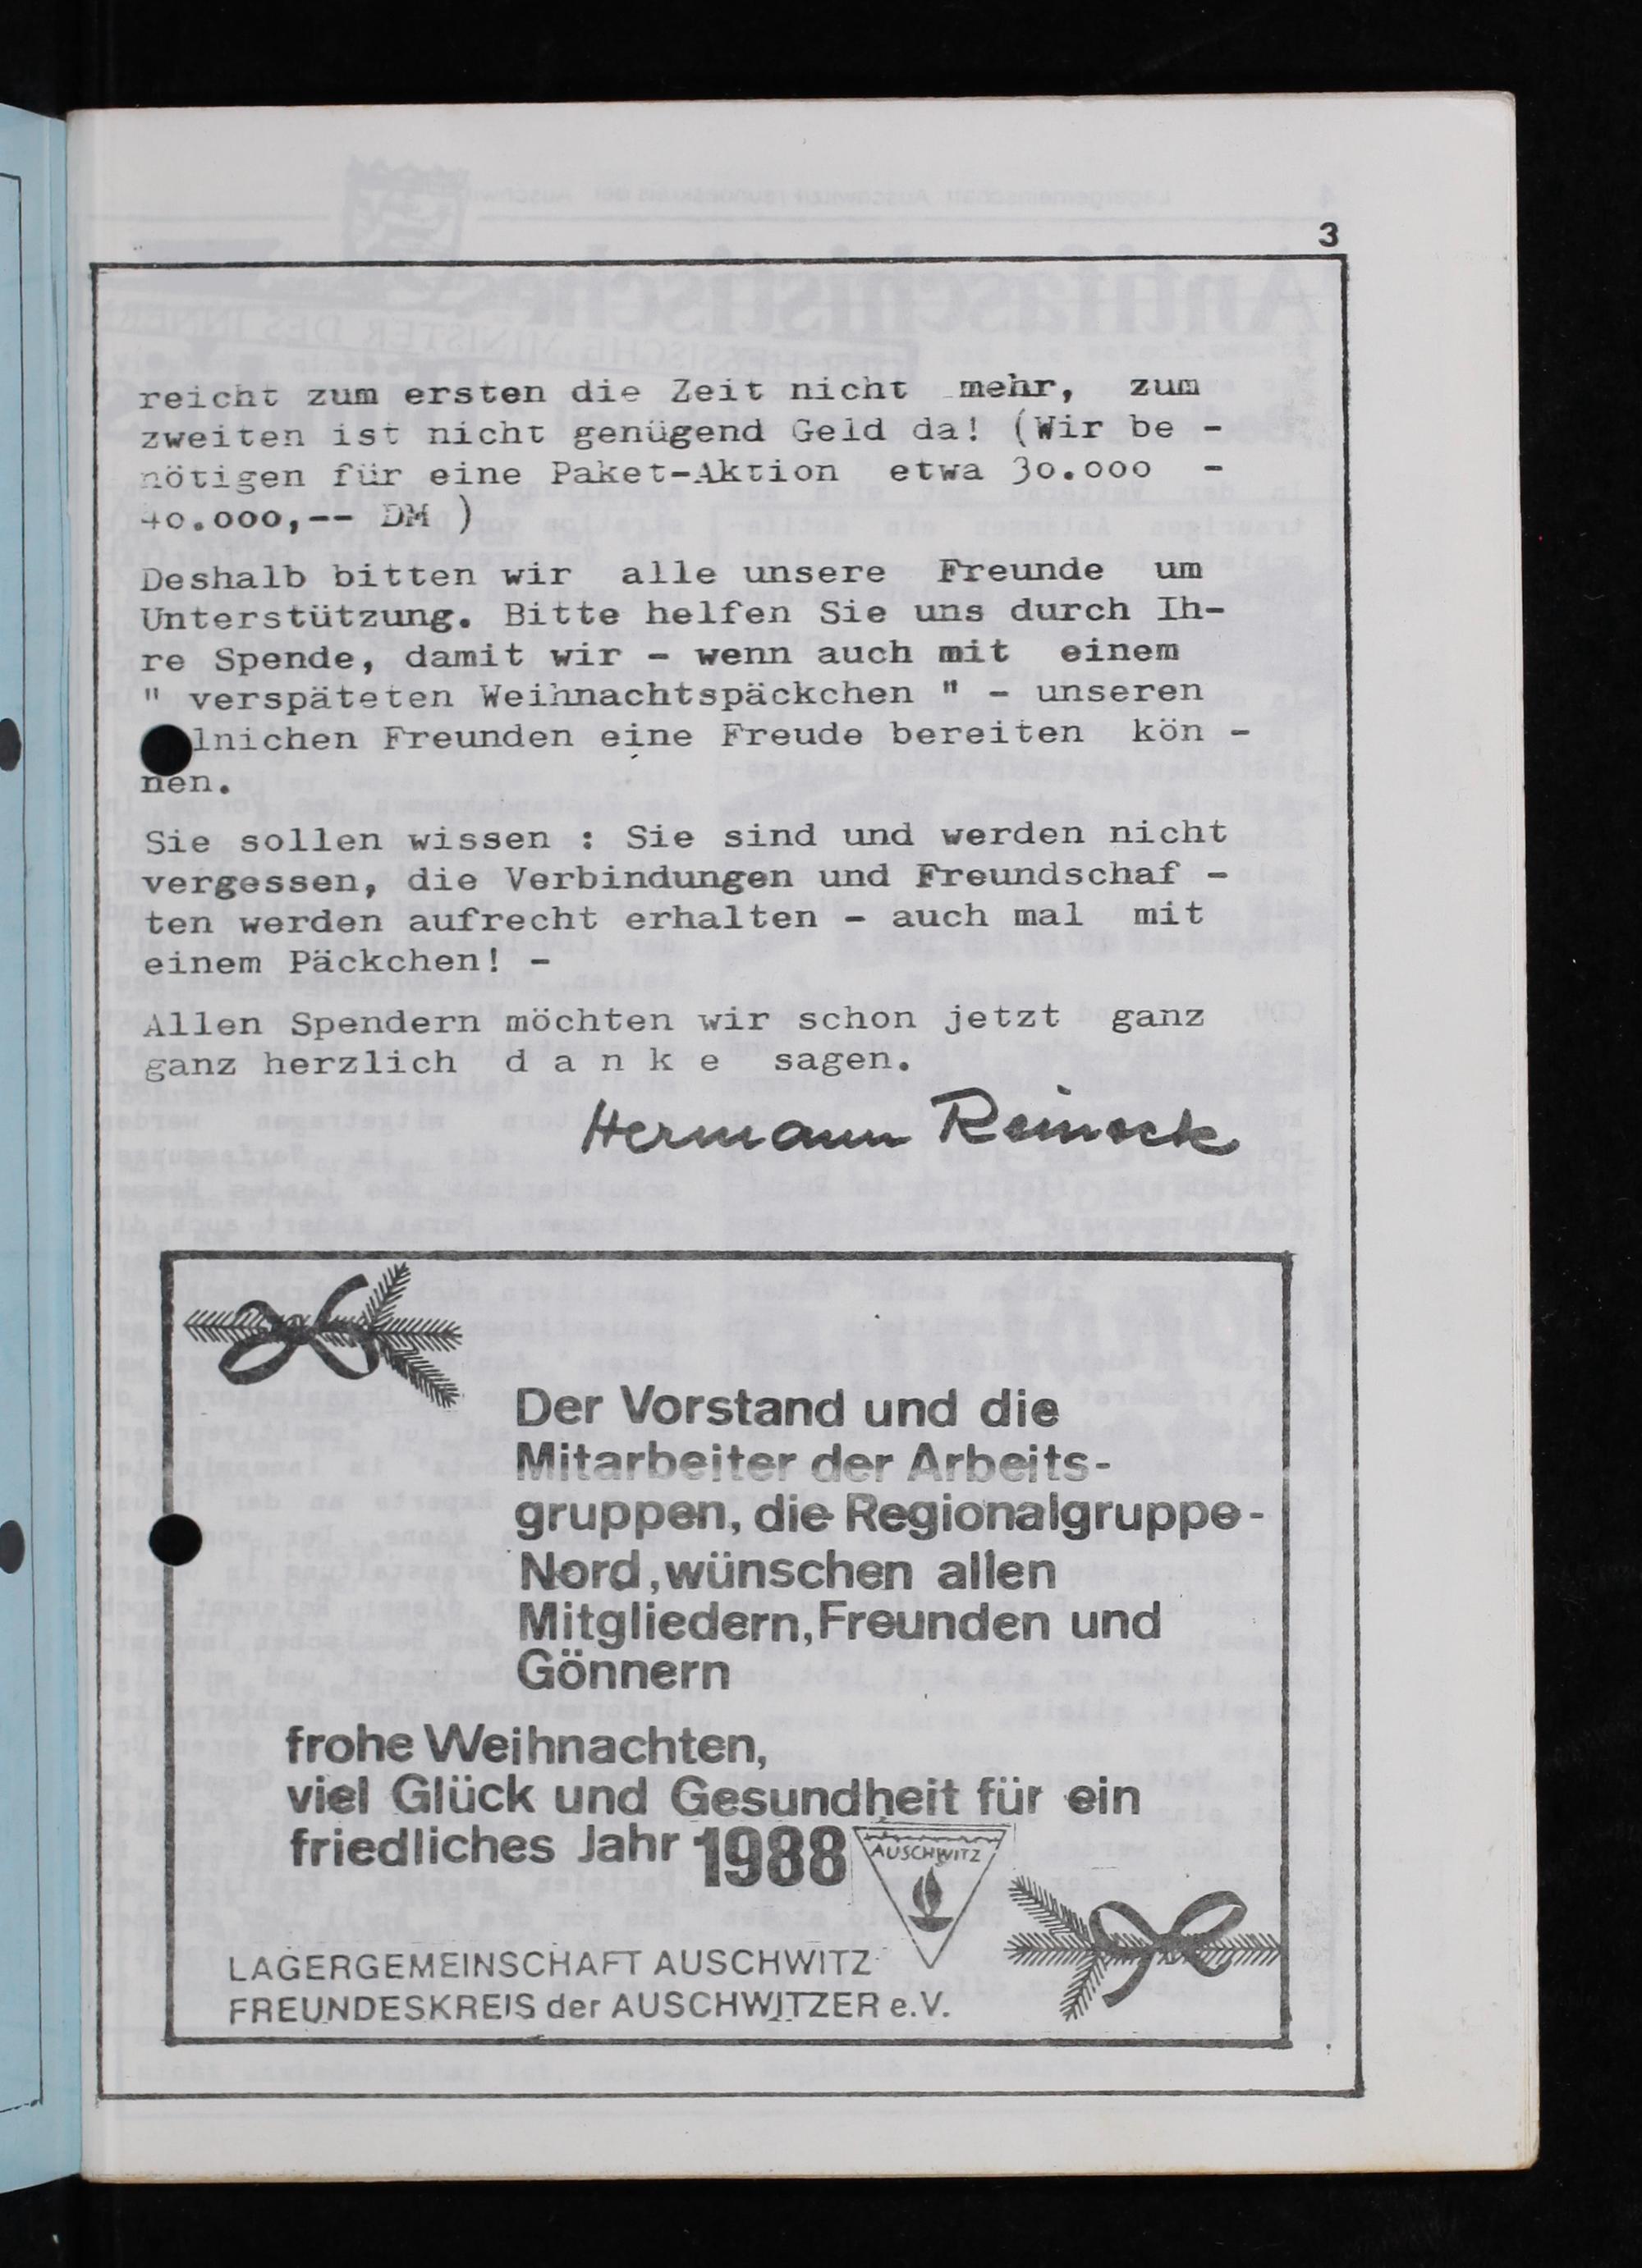 3
reicht zum ersten die Zeit nicht mehr, zum
zweiten ist nicht genügend Geld da! (Wir be -
nötigen für eine Paket-Aktion etwa 30.000 -
40.000,-- DM )
Deshalb bitten wir alle unsere Freunde um
Unterstützung. Bitte helfen Sie uns durch Ih-
re Spende, damit wir - wenn auch mit einem
" verspäteten Weihnachtspäckchen " - unseren
lnichen Freunden eine Freude bereiten kön -
nen.
Sie sollen wissen : Sie sind und werden nicht
vergessen, die Verbindungen und Freundschaf -
ten werden aufrecht erhalten - auch mal mit
einem Päckchen! -
Allen Spendern möchten wir schon jetzt ganz
ganz herzlich d a n k e sagen.
Hermann Reineck
Der Vorstand und die
Mitarbeiter der Arbeits-
gruppen, die Regionalgruppe-
Nord, wünschen allen
Mitgliedern, Freunden und
Gönnern
frohe Weihnachten,
viel Glück und Gesundheit für ein
friedliches Jahr 1988
AUSCHWITZ
LAGERGEMEINSCHAFT AUSCHWITZ
FREUNDESKREIS der AUSCHWITZER e.V.